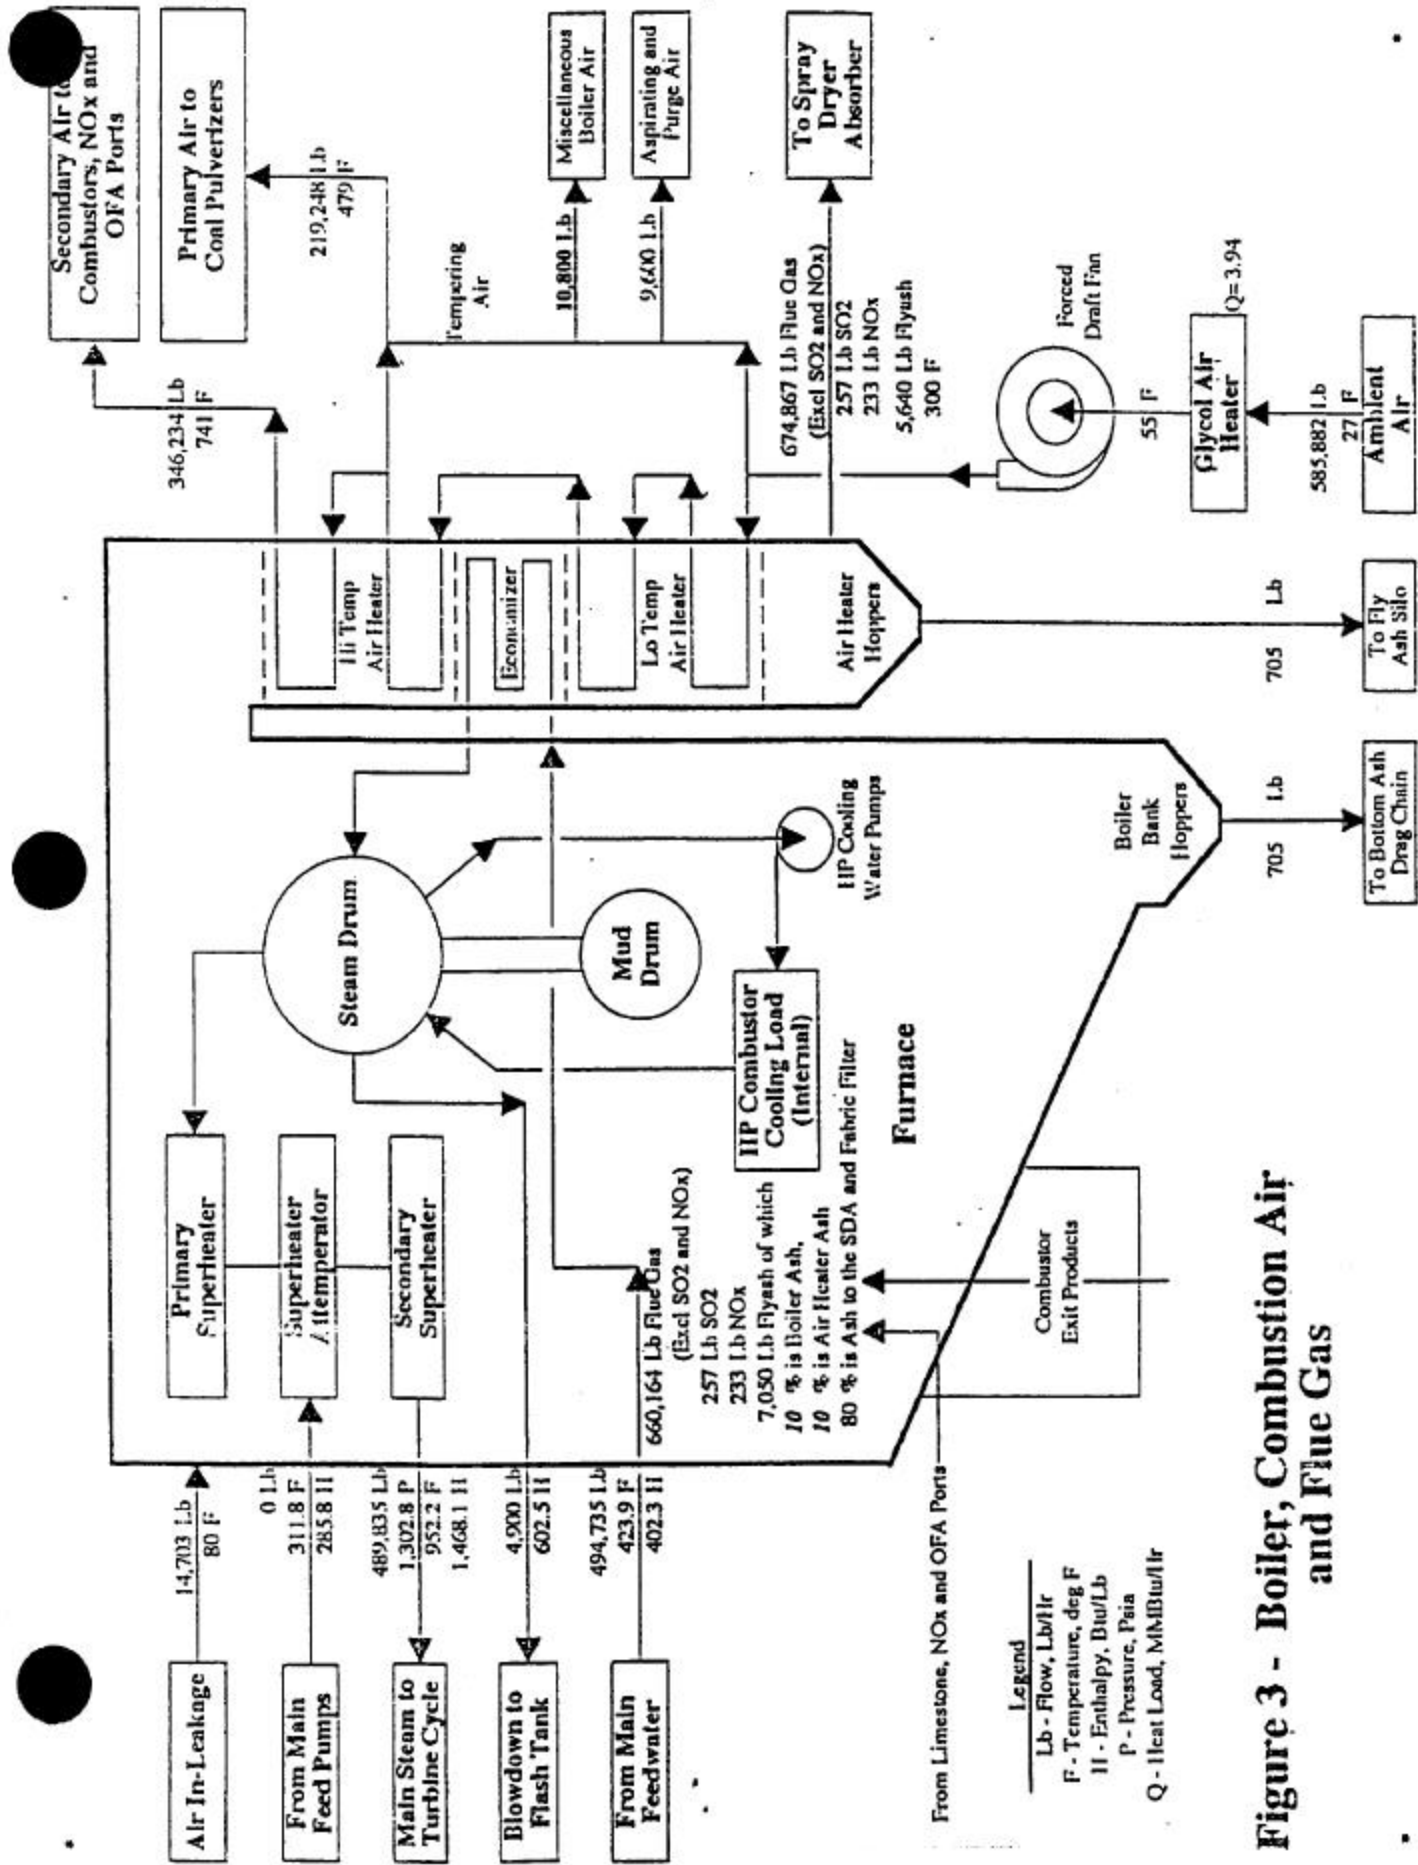 Air In-Leakage
14,703 Lb
80 F
From Main
Feed Pumps
0 Lb
311.8 F
285.8 H
Main Steam to
Turbine Cycle
489,835 Lb
1,302.8 P
952.2 F
1,468.1 H
Blowdown to
Flash Tank
4,900 Lb
602.5 H
From Main
Feedwater
494,735 Lb
423.9 F
402.3 H
Primary
Superheater
Superheater
Attemperator
Secondary
Superheater
Steam Drum
Mud
Drum
HP Cooling
Water Pumps
HP Combustor
Cooling Load
(Internal)
660,164 Lb Flue Gas
(Excl SO2 and NOx)
257 Lb SO2
233 Lb NOx
7,050 Lb Flyash of which
10 % is Boiler Ash,
10 % is Air Heater Ash
80 % is Ash to the SDA and Fabric Filter
Furnace
Combustor
Exit Products
From Limestone, NOx and OFA Ports
Boiler
Bank
Hoppers
705 Lb
To Bottom Ash
Drag Chain
Hi Temp
Air Heater
Economizer
Lo Temp
Air Heater
Air Heater
Hoppers
705 Lb
To Fly
Ash Silo
346,234 Lb
741 F
Secondary Air to
Combustors, NOx and
OFA Ports
Primary Air to
Coal Pulverizers
219,248 Lb
479 F
Tempering
Air
10,800 Lb
Miscellaneous
Boiler Air
9,600 Lb
Aspirating and
Purge Air
674,867 Lb Flue Gas
(Excl SO2 and NOx)
257 Lb SO2
233 Lb NOx
5,640 Lb Flyash
300 F
To Spray
Dryer
Absorber
Forced
Draft Fan
55 F
Glycol Air
Heater
Q=3.94
585,882 Lb
27 F
Ambient
Air
Legend
Lb - Flow, Lb/Hr
F - Temperature, deg F
H - Enthalpy, Btu/Lb
P - Pressure, Psia
Q - Heat Load, MMBtu/Hr
Figure 3 - Boiler, Combustion Air
and Flue Gas